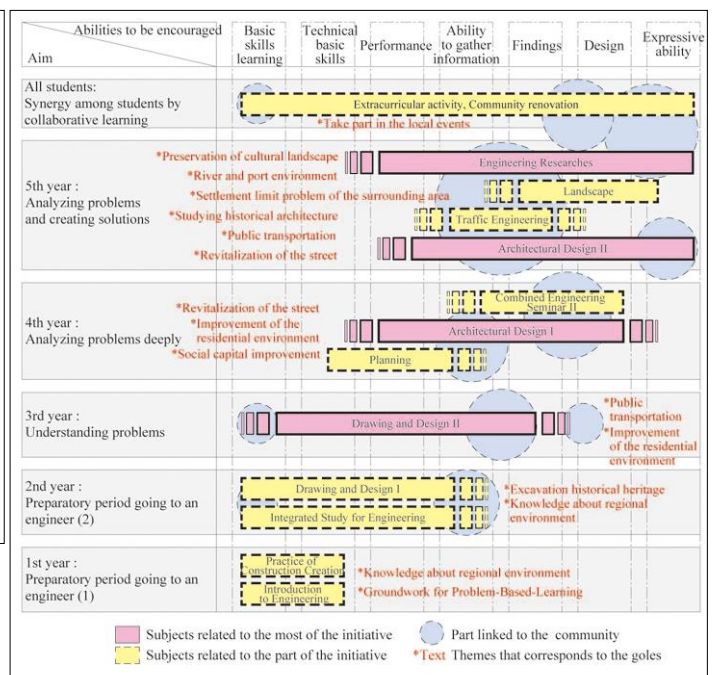 Abilities to be encouraged
Aim
Basic
skills
learning
Technical
basic
skills
Performance
Ability
to gather
information
Findings
Design
Expressive
ability
All students:
Synergy among students by
collaborative learning
Extracurricular activity, Community renovation
*Take part in the local events
5th year :
Analyzing problems
and creating solutions
*Preservation of cultural landscape
*River and port environment
*Settlement limit problem of the surrounding area
*Studying historical architecture
*Public transportation
*Revitalization of the street
Engineering Researches
Landscape
Traffic Engineering
Architectural Design II
4th year :
Analyzing problems deeply
*Revitalization of the street
*Improvement of the
residential environment
*Social capital improvement
Combined Engineering
Seminar II
Architectural Design I
Planning
3rd year :
Understanding problems
Drawing and Design II
*Public
transportation
*Improvement
of the residential
environment
2nd year :
Preparatory period going to an
engineer (2)
Drawing and Design I
Integrated Study for Engineering
*Excavation historical heritage
*Knowledge about regional
environment
1st year :
Preparatory period going to an
engineer (1)
Practice of
Construction Creation
Introduction
to Engineering
*Knowledge about regional environment
*Groundwork for Problem-Based-Learning
Subjects related to the most of the initiative
Part linked to the community
Subjects related to the part of the initiative
*Text Themes that corresponds to the goles